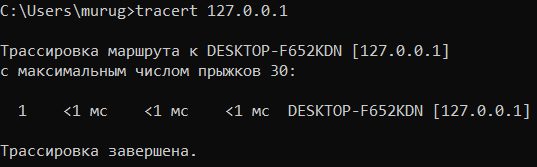 C:\Users\murug>tracert 127.0.0.1
Трассировка маршрута к DESKTOP-F652KDN [127.0.0.1]
с максимальным числом прыжков 30:
1 <1 мс <1 мс <1 мс DESKTOP-F652KDN [127.0.0.1]
Трассировка завершена.